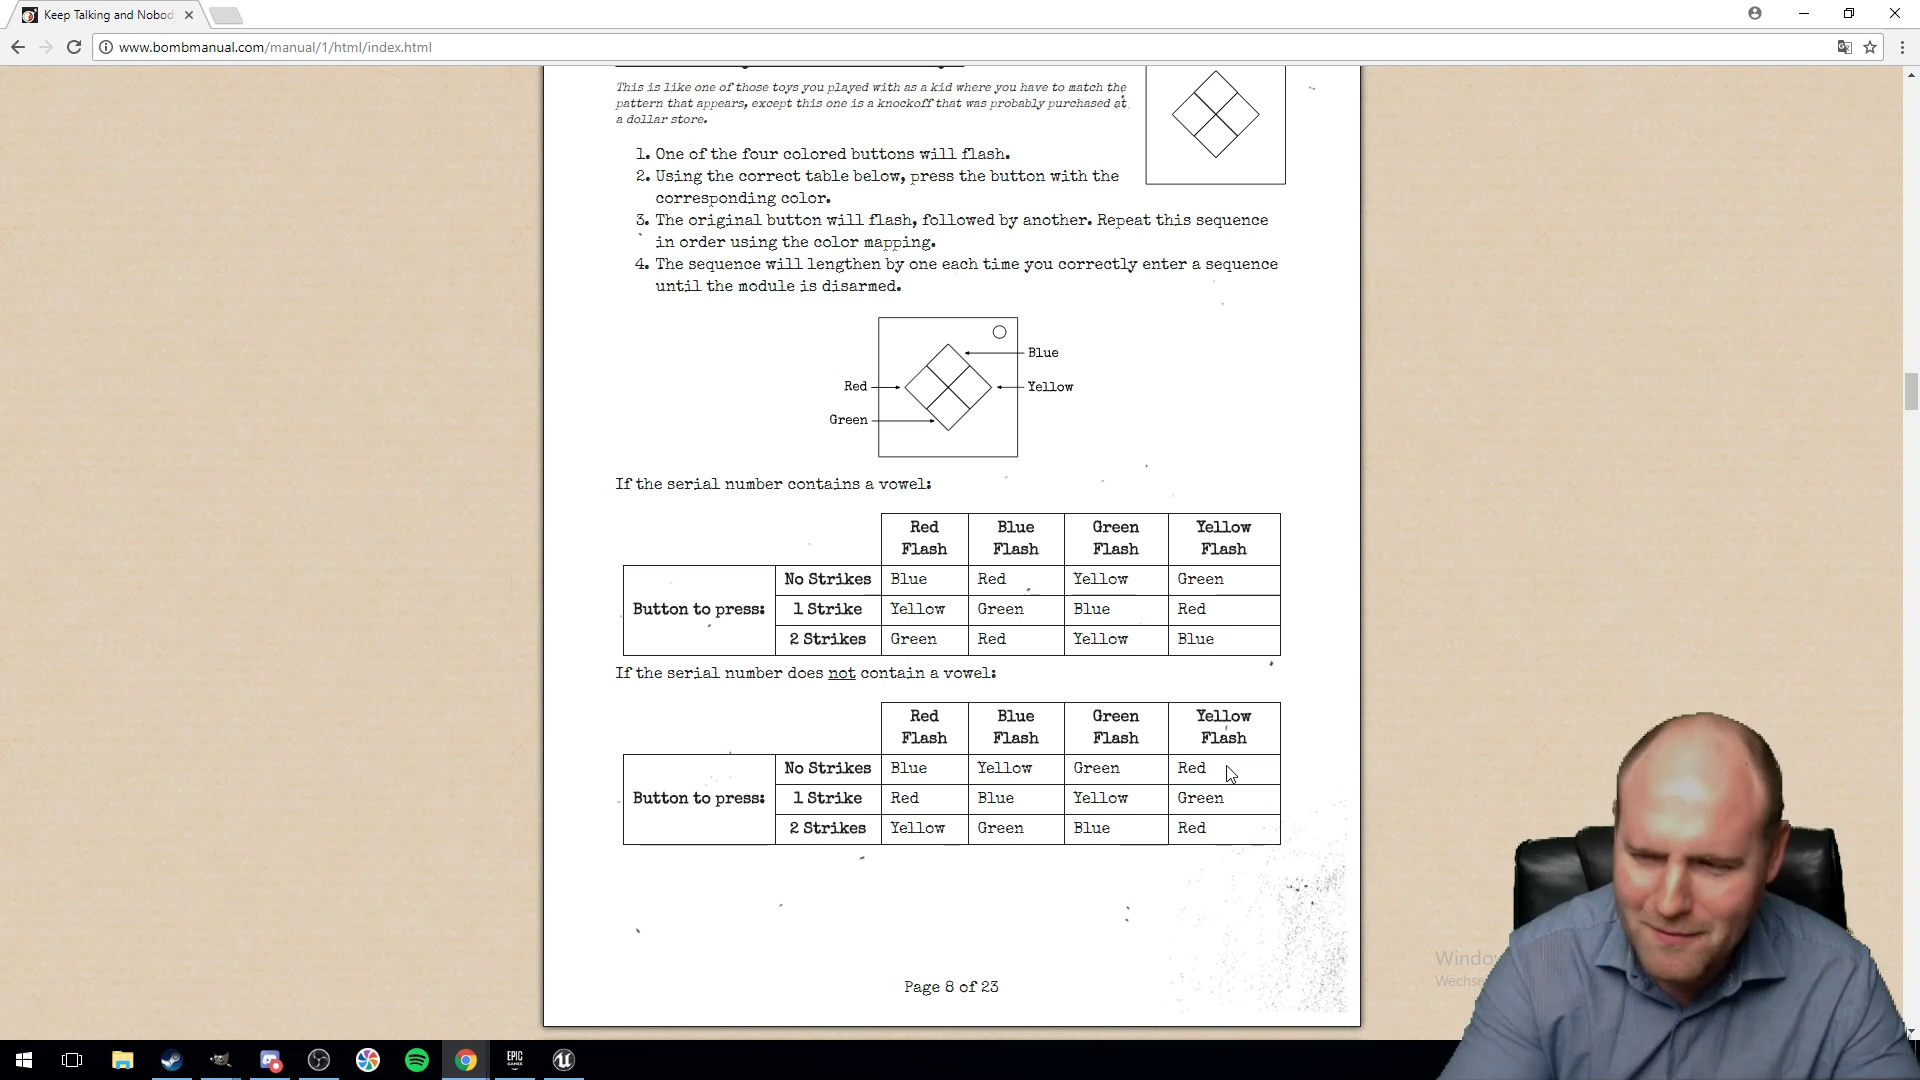 Keep Talking and Nobod
www.bombmanual.com/manual/1/html/index.html
This is like one of those toys you played with as a kid where you have to match the
pattern that appears, except this one is a knockoff that was probably purchased at
a dollar store.
1. One of the four colored buttons will flash.
2. Using the correct table below, press the button with the
corresponding color.
3. The original button will flash, followed by another. Repeat this sequence
in order using the color mapping.
4. The sequence will lengthen by one each time you correctly enter a sequence
until the module is disarmed.
Blue
Red
Yellow
Green
If the serial number contains a vowel:
Red Flash Blue Flash Green Flash Yellow Flash
Button to press:
No Strikes Blue Red Yellow Green
1 Strike Yellow Green Blue Red
2 Strikes Green Red Yellow Blue
If the serial number does not contain a vowel:
Red Flash Blue Flash Green Flash Yellow Flash
Button to press:
No Strikes Blue Yellow Green Red
1 Strike Red Blue Yellow Green
2 Strikes Yellow Green Blue Red
Page 8 of 23
EPIC
GAMES